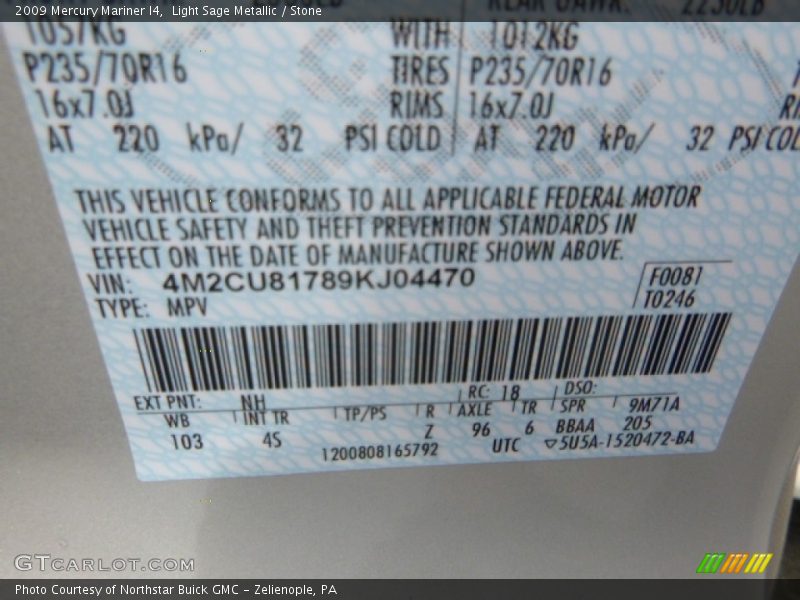 2009 Mercury Mariner I4, Light Sage Metallic / Stone
1057KG WITH 1012KG
P235/70R16 TIRES P235/70R16
16x7.0J RIMS 16x7.0J
AT 220 kPa/ 32 PSI COLD AT 220 kPa/ 32 PSI COL
THIS VEHICLE CONFORMS TO ALL APPLICABLE FEDERAL MOTOR
VEHICLE SAFETY AND THEFT PREVENTION STANDARDS IN
EFFECT ON THE DATE OF MANUFACTURE SHOWN ABOVE.
VIN: 4M2CU81789KJ04470 F0081
TYPE: MPV T0246
EXT PNT: NH RC: 18 DSO:
WB INT TR TP/PS R AXLE TR SPR 9M71A
103 4S Z 96 6 BBAA 205
1200808165792 UTC ▽5U5A-1520472-BA
GTCARLOT.COM
Photo Courtesy of Northstar Buick GMC - Zelienople, PA